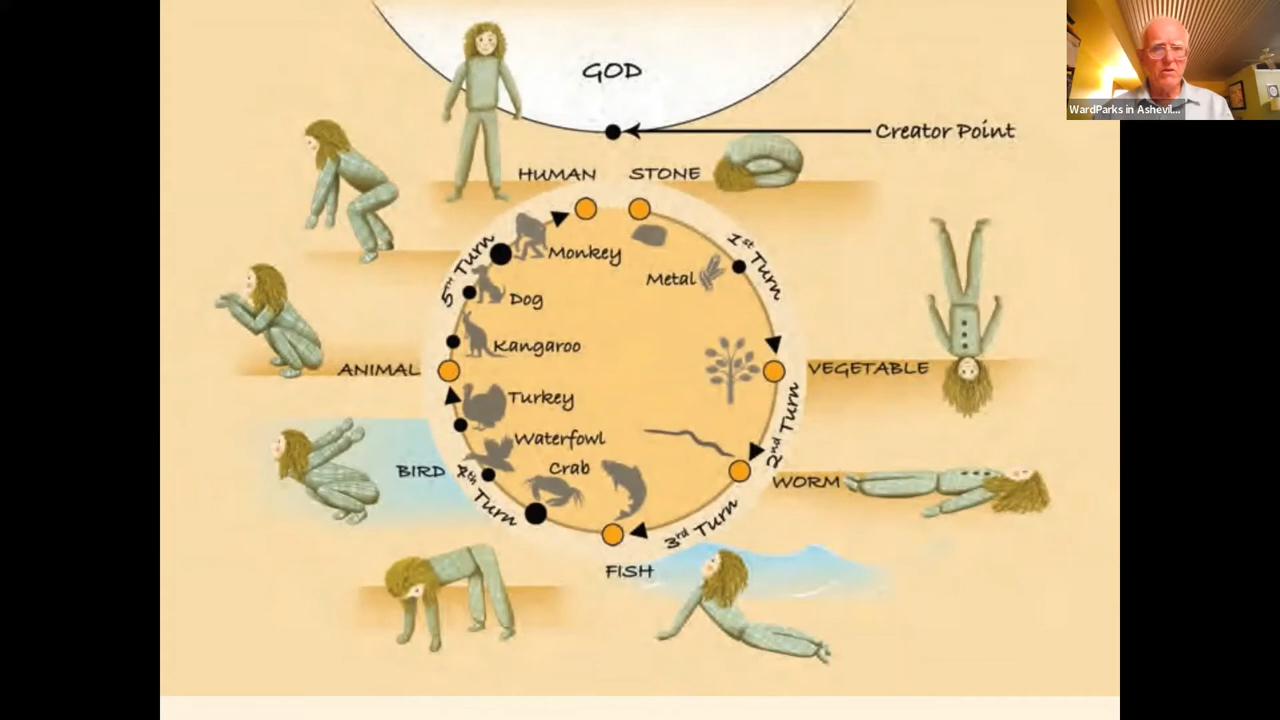 GOD
WardParks in Ashevil...
Creator Point
HUMAN
STONE
1st Turn
Monkey
Metal
5TH Turn
Dog
Kangaroo
ANIMAL
VEGETABLE
Turkey
2nd Turn
Waterfowl
Crab
BIRD
4th Turn
WORM
3rd Turn
FISH